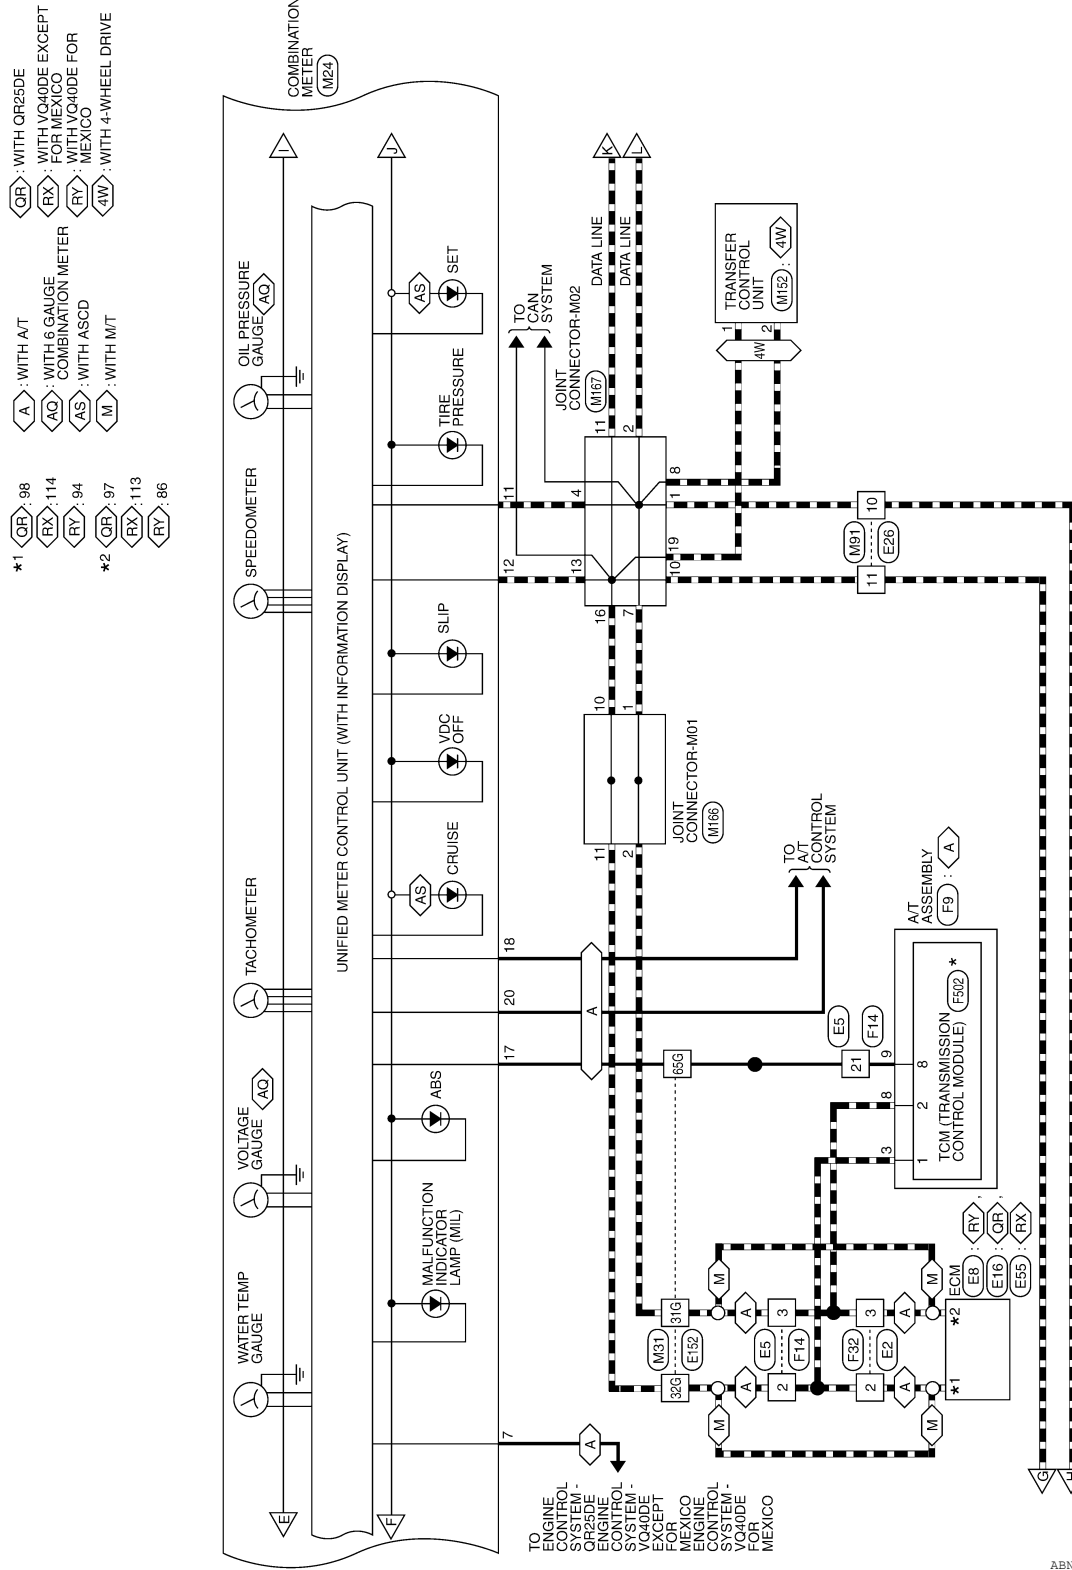 *1 QR : 98
RX : 114
RY : 94
*2 QR : 97
RX : 113
RY : 86
A : WITH A/T
AQ : WITH 6 GAUGE
COMBINATION METER
AS : WITH ASCD
M : WITH M/T
QR : WITH QR25DE
RX : WITH VQ40DE EXCEPT
FOR MEXICO
RY : WITH VQ40DE FOR
MEXICO
4W : WITH 4-WHEEL DRIVE
WATER TEMP
GAUGE
VOLTAGE
GAUGE
AQ
TACHOMETER
SPEEDOMETER
OIL PRESSURE
GAUGE
AQ
COMBINATION
METER
M24
E
I
UNIFIED METER CONTROL UNIT (WITH INFORMATION DISPLAY)
F
J
MALFUNCTION
INDICATOR
LAMP (MIL)
ABS
AS
CRUISE
VDC
OFF
SLIP
TIRE
PRESSURE
AS
SET
7
17
20
18
12
11
A
TO
ENGINE
CONTROL
SYSTEM -
QR25DE
ENGINE
CONTROL
SYSTEM -
VQ40DE
EXCEPT
FOR
MEXICO
ENGINE
CONTROL
SYSTEM -
VQ40DE
FOR
MEXICO
A
TO
CAN
SYSTEM
JOINT
CONNECTOR-M02
M167
DATA LINE
DATA LINE
K
L
16
13
4
11
7
10
19
1
8
2
10
1
11
2
JOINT
CONNECTOR-M01
M166
TRANSFER
CONTROL
UNIT
M152 : 4W
1
2
4W
M91
E26
11
10
TO
A/T
CONTROL
SYSTEM
65G
M31
E152
32G
31G
M
M
A
A
E5
F14
2
3
F32
E2
2
3
A
A
M
M
E5
F14
21
A/T
ASSEMBLY
F9 : A
3
8
9
1
2
8
TCM (TRANSMISSION
CONTROL MODULE)
F502
*
ECM
E8 : RY ,
E16 : QR ,
E55 : RX
*1
*2
G
H
ABN